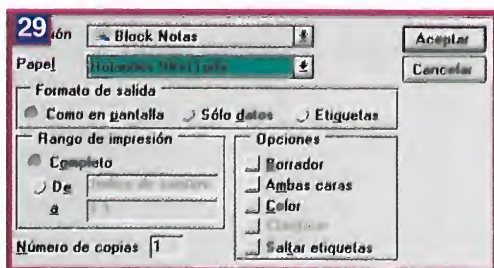 29
ión Block Notas
Aceptar
Papel
Cancelar
Formato de salida
Como en pantalla Sólo datos Etiquetas
Rango de impresión
Opciones
Completo
Borrador
De
Ambas caras
a
Color
Número de copias 1
Saltar etiquetas